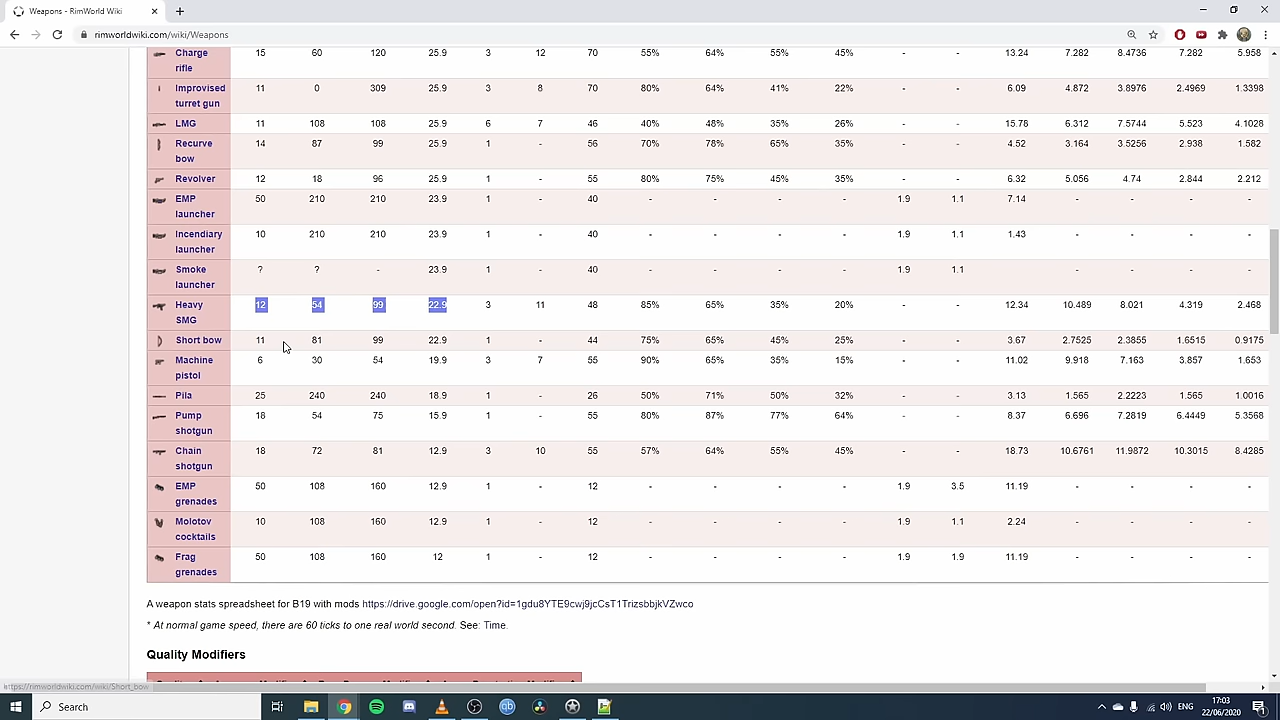 Weapons - RimWorld Wiki
rimworldwiki.com/wiki/Weapons
Charge rifle 15 60 120 25.9 3 12 70 55% 64% 55% 45% - - 13.24 7.282 8.4736 7.282 5.958
Improvised turret gun 11 0 309 25.9 3 8 70 80% 64% 41% 22% - - 6.09 4.872 3.8976 2.4969 1.3398
LMG 11 108 108 25.9 6 7 46 40% 48% 35% 26% - - 15.78 6.312 7.5744 5.523 4.1028
Recurve bow 14 87 99 25.9 1 - 56 70% 78% 65% 35% - - 4.52 3.164 3.5256 2.938 1.582
Revolver 12 18 96 25.9 1 - 55 80% 75% 45% 35% - - 6.32 5.056 4.74 2.844 2.212
EMP launcher 50 210 210 23.9 1 - 40 - - - - 1.9 1.1 7.14 - - - -
Incendiary launcher 10 210 210 23.9 1 - 40 - - - - 1.9 1.1 1.43 - - - -
Smoke launcher ? ? - 23.9 1 - 40 - - - - 1.9 1.1 - - - -
Heavy SMG 12 54 99 22.9 3 11 48 85% 65% 35% 20% - - 12.34 10.489 8.021 4.319 2.468
Short bow 11 81 99 22.9 1 - 44 75% 65% 45% 25% - - 3.67 2.7525 2.3855 1.6515 0.9175
Machine pistol 6 30 54 19.9 3 7 55 90% 65% 35% 15% - - 11.02 9.918 7.163 3.857 1.653
Pila 25 240 240 18.9 1 - 26 50% 71% 50% 32% - - 3.13 1.565 2.2223 1.565 1.0016
Pump shotgun 18 54 75 15.9 1 - 55 80% 87% 77% 64% - - 8.37 6.696 7.2819 6.4449 5.3568
Chain shotgun 18 72 81 12.9 3 10 55 57% 64% 55% 45% - - 18.73 10.6761 11.9872 10.3015 8.4285
EMP grenades 50 108 160 12.9 1 - 12 - - - - 1.9 3.5 11.19 - - - -
Molotov cocktails 10 108 160 12.9 1 - 12 - - - - 1.9 1.1 2.24 - - - -
Frag grenades 50 108 160 12 1 - 12 - - - - 1.9 1.9 11.19 - - - -
A weapon stats spreadsheet for B19 with mods https://drive.google.com/open?id=1gdu8YTE9cwj9jcCsT1TrizsbbjkVZwco
* At normal game speed, there are 60 ticks to one real world second. See: Time.
Quality Modifiers
https://rimworldwiki.com/wiki/Short_bow
Search
ENG
17:03
22/06/2020